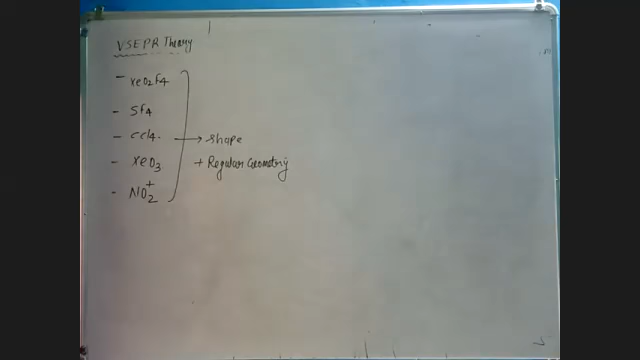 VSEPR Theory
- XeO2F4
- SF4
- CCl4. → Shape
- XeO3 + Regular Geometry
- NO2+